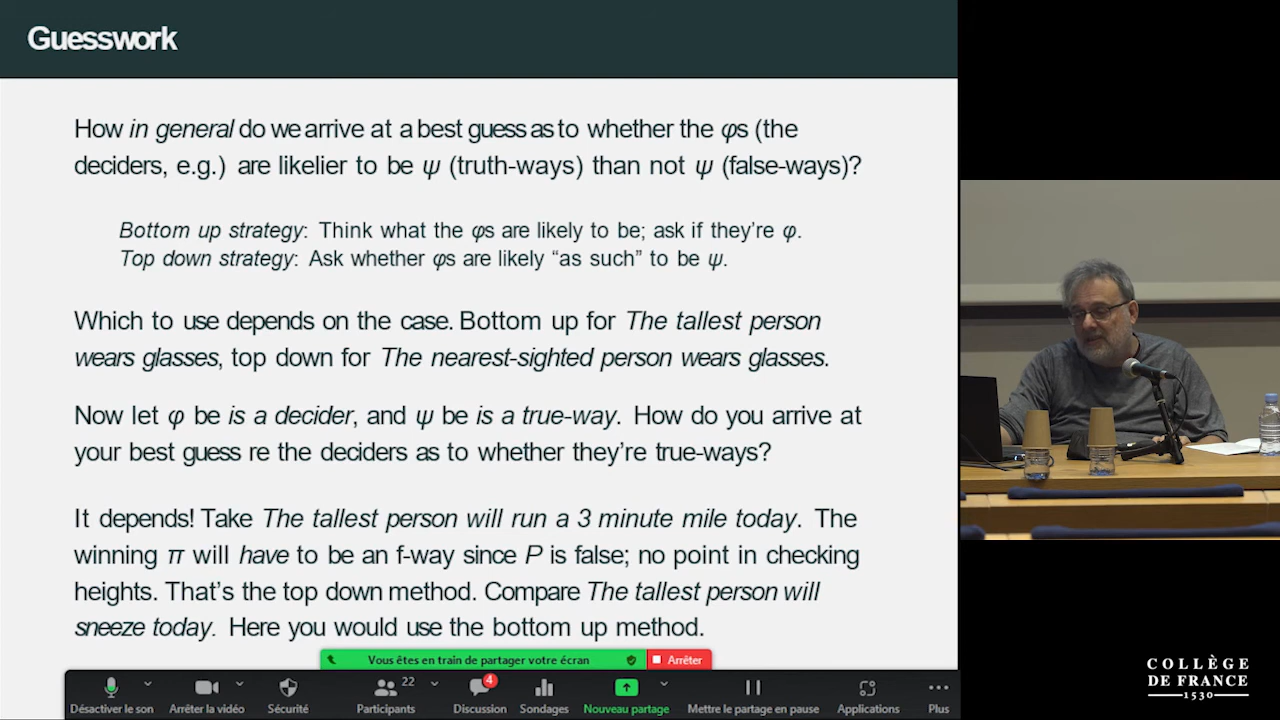 Guesswork
How in general do we arrive at a best guess as to whether the φs (the
deciders, e.g.) are likelier to be ψ (truth-ways) than not ψ (false-ways)?
Bottom up strategy: Think what the φs are likely to be; ask if they're φ.
Top down strategy: Ask whether φs are likely “as such” to be ψ.
Which to use depends on the case. Bottom up for The tallest person
wears glasses, top down for The nearest-sighted person wears glasses.
Now let φ be is a decider, and ψ be is a true-way. How do you arrive at
your best guess re the deciders as to whether they're true-ways?
It depends! Take The tallest person will run a 3 minute mile today. The
winning π will have to be an f-way since P is false; no point in checking
heights. That's the top down method. Compare The tallest person will
sneeze today. Here you would use the bottom up method.
Vous êtes en train de partager votre écran
Arrêter
22
4
Désactiver le son
Arrêter la vidéo
Sécurité
Participants
Discussion
Sondages
Nouveau partage
Mettre le partage en pause
Applications
Plus
COLLÈGE
DE FRANCE
1530